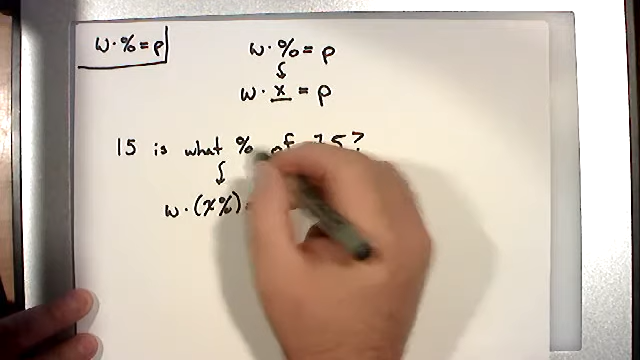 w·%=p
w·%=p
↓
w·x=p
15 is what % of 75?
↓
w·(x%)=